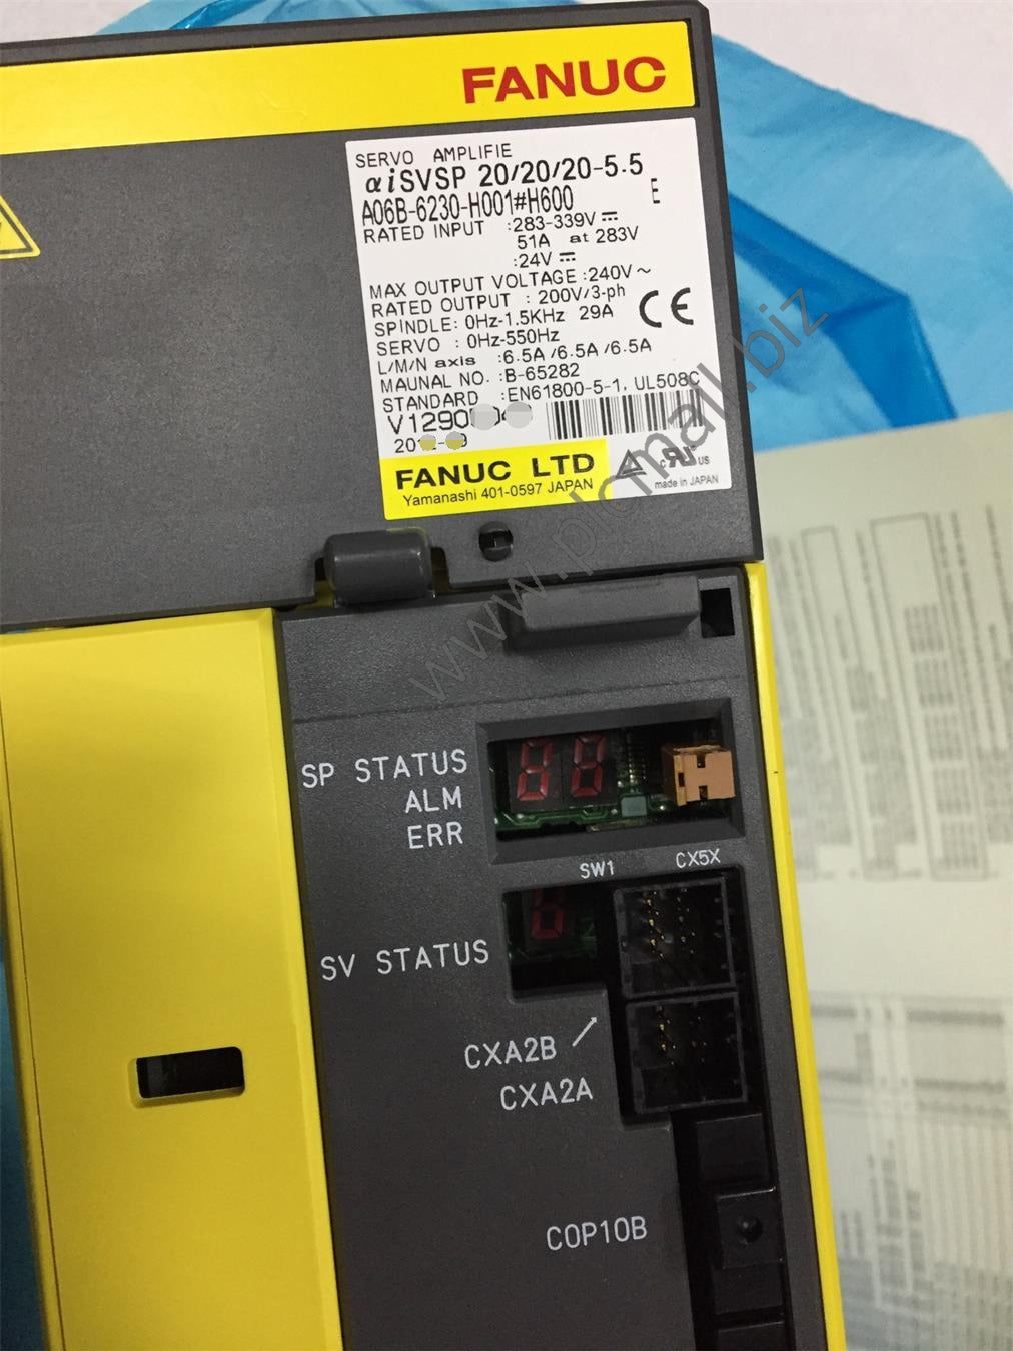 FANUC
SERVO AMPLIFIE
αiSVSP 20/20/20-5.5
A06B-6230-H001#H600 E
RATED INPUT :283-339V ⎓
51A at 283V
:24V ⎓
MAX OUTPUT VOLTAGE :240V ~
RATED OUTPUT : 200V/3-ph
SPINDLE: 0Hz-1.5KHz 29A
SERVO : 0Hz-550Hz
L/M/N axis :6.5A /6.5A /6.5A
MAUNAL NO. :B-65282
STANDARD :EN61800-5-1, UL508C
CE
V1290
FANUC LTD
Yamanashi 401-0597 JAPAN
c RU US
made in JAPAN
www.plcmall.biz
SP STATUS
ALM
ERR
SW1 CX5X
SV STATUS
CXA2B
CXA2A
COP10B